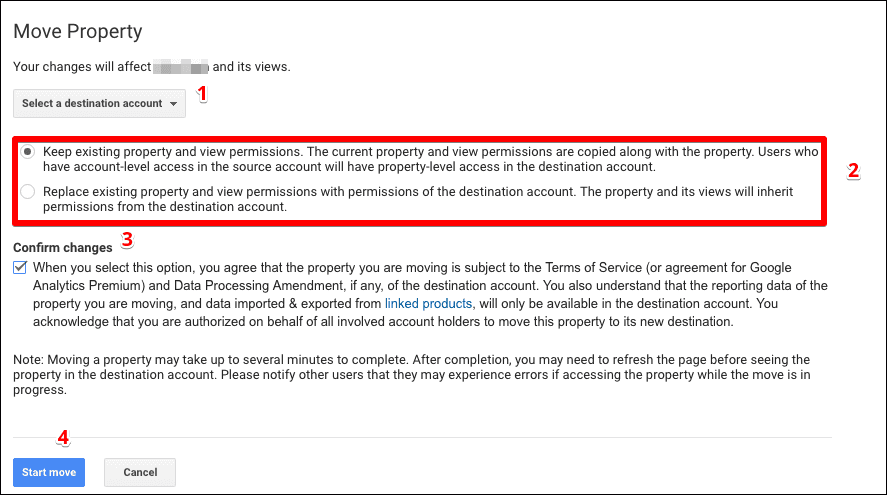 Move Property
Your changes will affect and its views.
1
Select a destination account
Keep existing property and view permissions. The current property and view permissions are copied along with the property. Users who
have account-level access in the source account will have property-level access in the destination account.
2
Replace existing property and view permissions with permissions of the destination account. The property and its views will inherit
permissions from the destination account.
3
Confirm changes
When you select this option, you agree that the property you are moving is subject to the Terms of Service (or agreement for Google
Analytics Premium) and Data Processing Amendment, if any, of the destination account. You also understand that the reporting data of the
property you are moving, and data imported & exported from linked products, will only be available in the destination account. You
acknowledge that you are authorized on behalf of all involved account holders to move this property to its new destination.
Note: Moving a property may take up to several minutes to complete. After completion, you may need to refresh the page before seeing the
property in the destination account. Please notify other users that they may experience errors if accessing the property while the move is in
progress.
4
Start move
Cancel